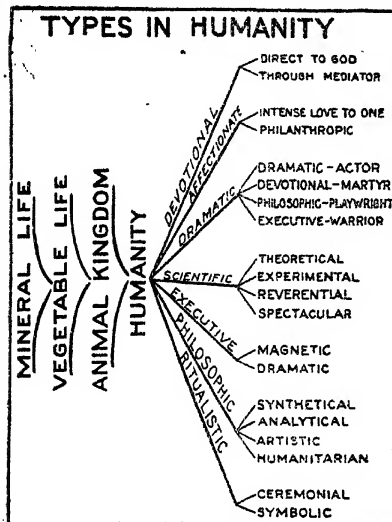 TYPES IN HUMANITY
MINERAL LIFE
VEGETABLE LIFE
ANIMAL KINGDOM
HUMANITY
DEVOTIONAL
DIRECT TO GOD
THROUGH MEDIATOR
AFFECTIONATE
INTENSE LOVE TO ONE
PHILANTHROPIC
DRAMATIC
DRAMATIC-ACTOR
DEVOTIONAL-MARTYR
PHILOSOPHIC-PLAYWRIGHT
EXECUTIVE-WARRIOR
SCIENTIFIC
THEORETICAL
EXPERIMENTAL
REVERENTIAL
SPECTACULAR
EXECUTIVE
MAGNETIC
DRAMATIC
PHILOSOPHIC
SYNTHETICAL
ANALYTICAL
ARTISTIC
HUMANITARIAN
RITUALISTIC
CEREMONIAL
SYMBOLIC